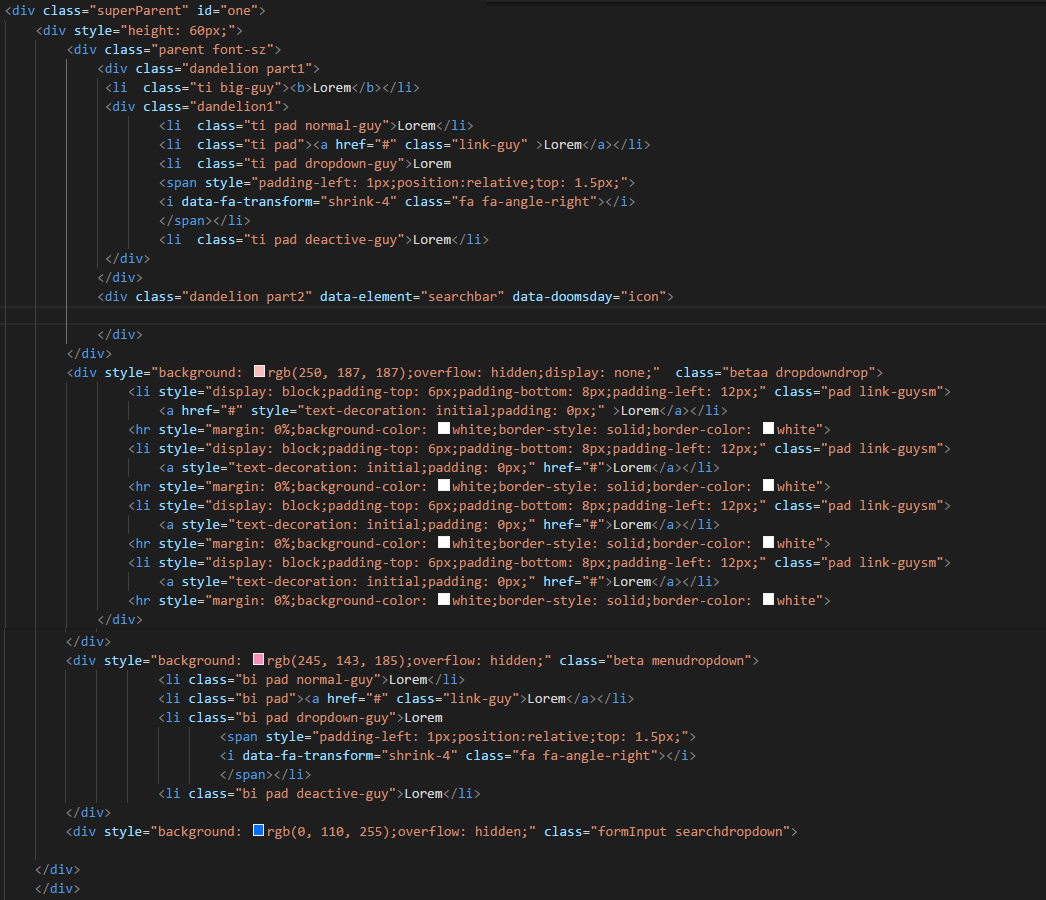 <div class="superParent" id="one">
<div style="height: 60px;">
<div class="parent font-sz">
<div class="dandelion part1">
<li  class="ti big-guy"><b>Lorem</b></li>
<div class="dandelion1">
<li  class="ti pad normal-guy">Lorem</li>
<li  class="ti pad"><a href="#" class="link-guy" >Lorem</a></li>
<li  class="ti pad dropdown-guy">Lorem
<span style="padding-left: 1px;position:relative;top: 1.5px;">
<i data-fa-transform="shrink-4" class="fa fa-angle-right"></i>
</span></li>
<li  class="ti pad deactive-guy">Lorem</li>
</div>
</div>
<div class="dandelion part2" data-element="searchbar" data-doomsday="icon">
</div>
</div>
<div style="background: rgb(250, 187, 187);overflow: hidden;display: none;"  class="betaa dropdowndrop">
<li style="display: block;padding-top: 6px;padding-bottom: 8px;padding-left: 12px;" class="pad link-guysm">
<a href="#" style="text-decoration: initial;padding: 0px;" >Lorem</a></li>
<hr style="margin: 0%;background-color: white;border-style: solid;border-color: white">
<li style="display: block;padding-top: 6px;padding-bottom: 8px;padding-left: 12px;" class="pad link-guysm">
<a style="text-decoration: initial;padding: 0px;" href="#">Lorem</a></li>
<hr style="margin: 0%;background-color: white;border-style: solid;border-color: white">
<li style="display: block;padding-top: 6px;padding-bottom: 8px;padding-left: 12px;" class="pad link-guysm">
<a style="text-decoration: initial;padding: 0px;" href="#">Lorem</a></li>
<hr style="margin: 0%;background-color: white;border-style: solid;border-color: white">
<li style="display: block;padding-top: 6px;padding-bottom: 8px;padding-left: 12px;" class="pad link-guysm">
<a style="text-decoration: initial;padding: 0px;" href="#">Lorem</a></li>
<hr style="margin: 0%;background-color: white;border-style: solid;border-color: white">
</div>
</div>
<div style="background: rgb(245, 143, 185);overflow: hidden;" class="beta menudropdown">
<li class="bi pad normal-guy">Lorem</li>
<li class="bi pad"><a href="#" class="link-guy">Lorem</a></li>
<li class="bi pad dropdown-guy">Lorem
<span style="padding-left: 1px;position:relative;top: 1.5px;">
<i data-fa-transform="shrink-4" class="fa fa-angle-right"></i>
</span></li>
<li class="bi pad deactive-guy">Lorem</li>
</div>
<div style="background: rgb(0, 110, 255);overflow: hidden;" class="formInput searchdropdown">
</div>
</div>